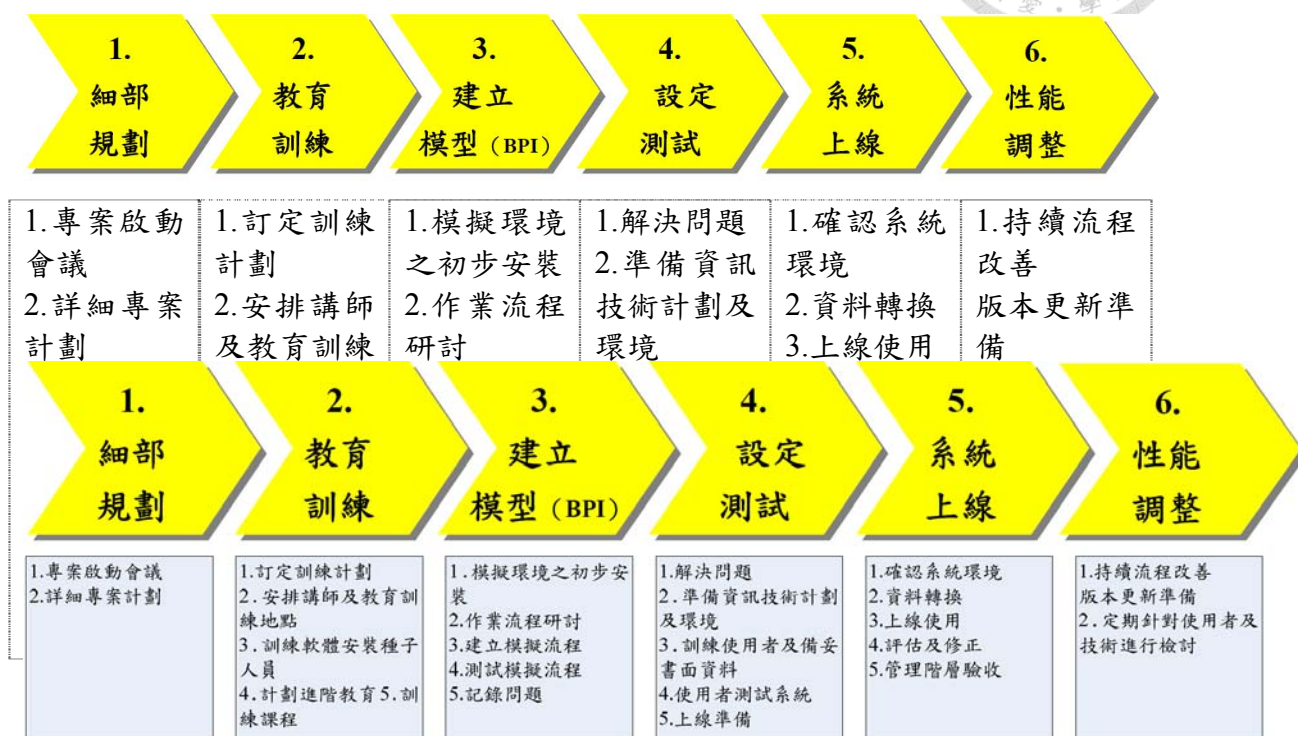 愛 學
1.
細部
規劃
2.
教育
訓練
3.
建立
模型（BPI）
4.
設定
測試
5.
系統
上線
6.
性能
調整
1.專案啟動
會議
2.詳細專案
計劃
1.訂定訓練
計劃
2.安排講師
及教育訓練
1.模擬環境
之初步安裝
2.作業流程
研討
1.解決問題
2.準備資訊
技術計劃及
環境
1.確認系統
環境
2.資料轉換
3.上線使用
1.持續流程
改善
版本更新準
備
1.
細部
規劃
2.
教育
訓練
3.
建立
模型（BPI）
4.
設定
測試
5.
系統
上線
6.
性能
調整
1.專案啟動會議
2.詳細專案計劃
1.訂定訓練計劃
2.安排講師及教育訓
練地點
3.訓練軟體安裝種子
人員
4.計劃進階教育5.訓
練課程
1.模擬環境之初步安
裝
2.作業流程研討
3.建立模擬流程
4.測試模擬流程
5.記錄問題
1.解決問題
2.準備資訊技術計劃
及環境
3.訓練使用者及備妥
書面資料
4.使用者測試系統
5.上線準備
1.確認系統環境
2.資料轉換
3.上線使用
4.評估及修正
5.管理階層驗收
1.持續流程改善
版本更新準備
2.定期針對使用者及
技術進行檢討